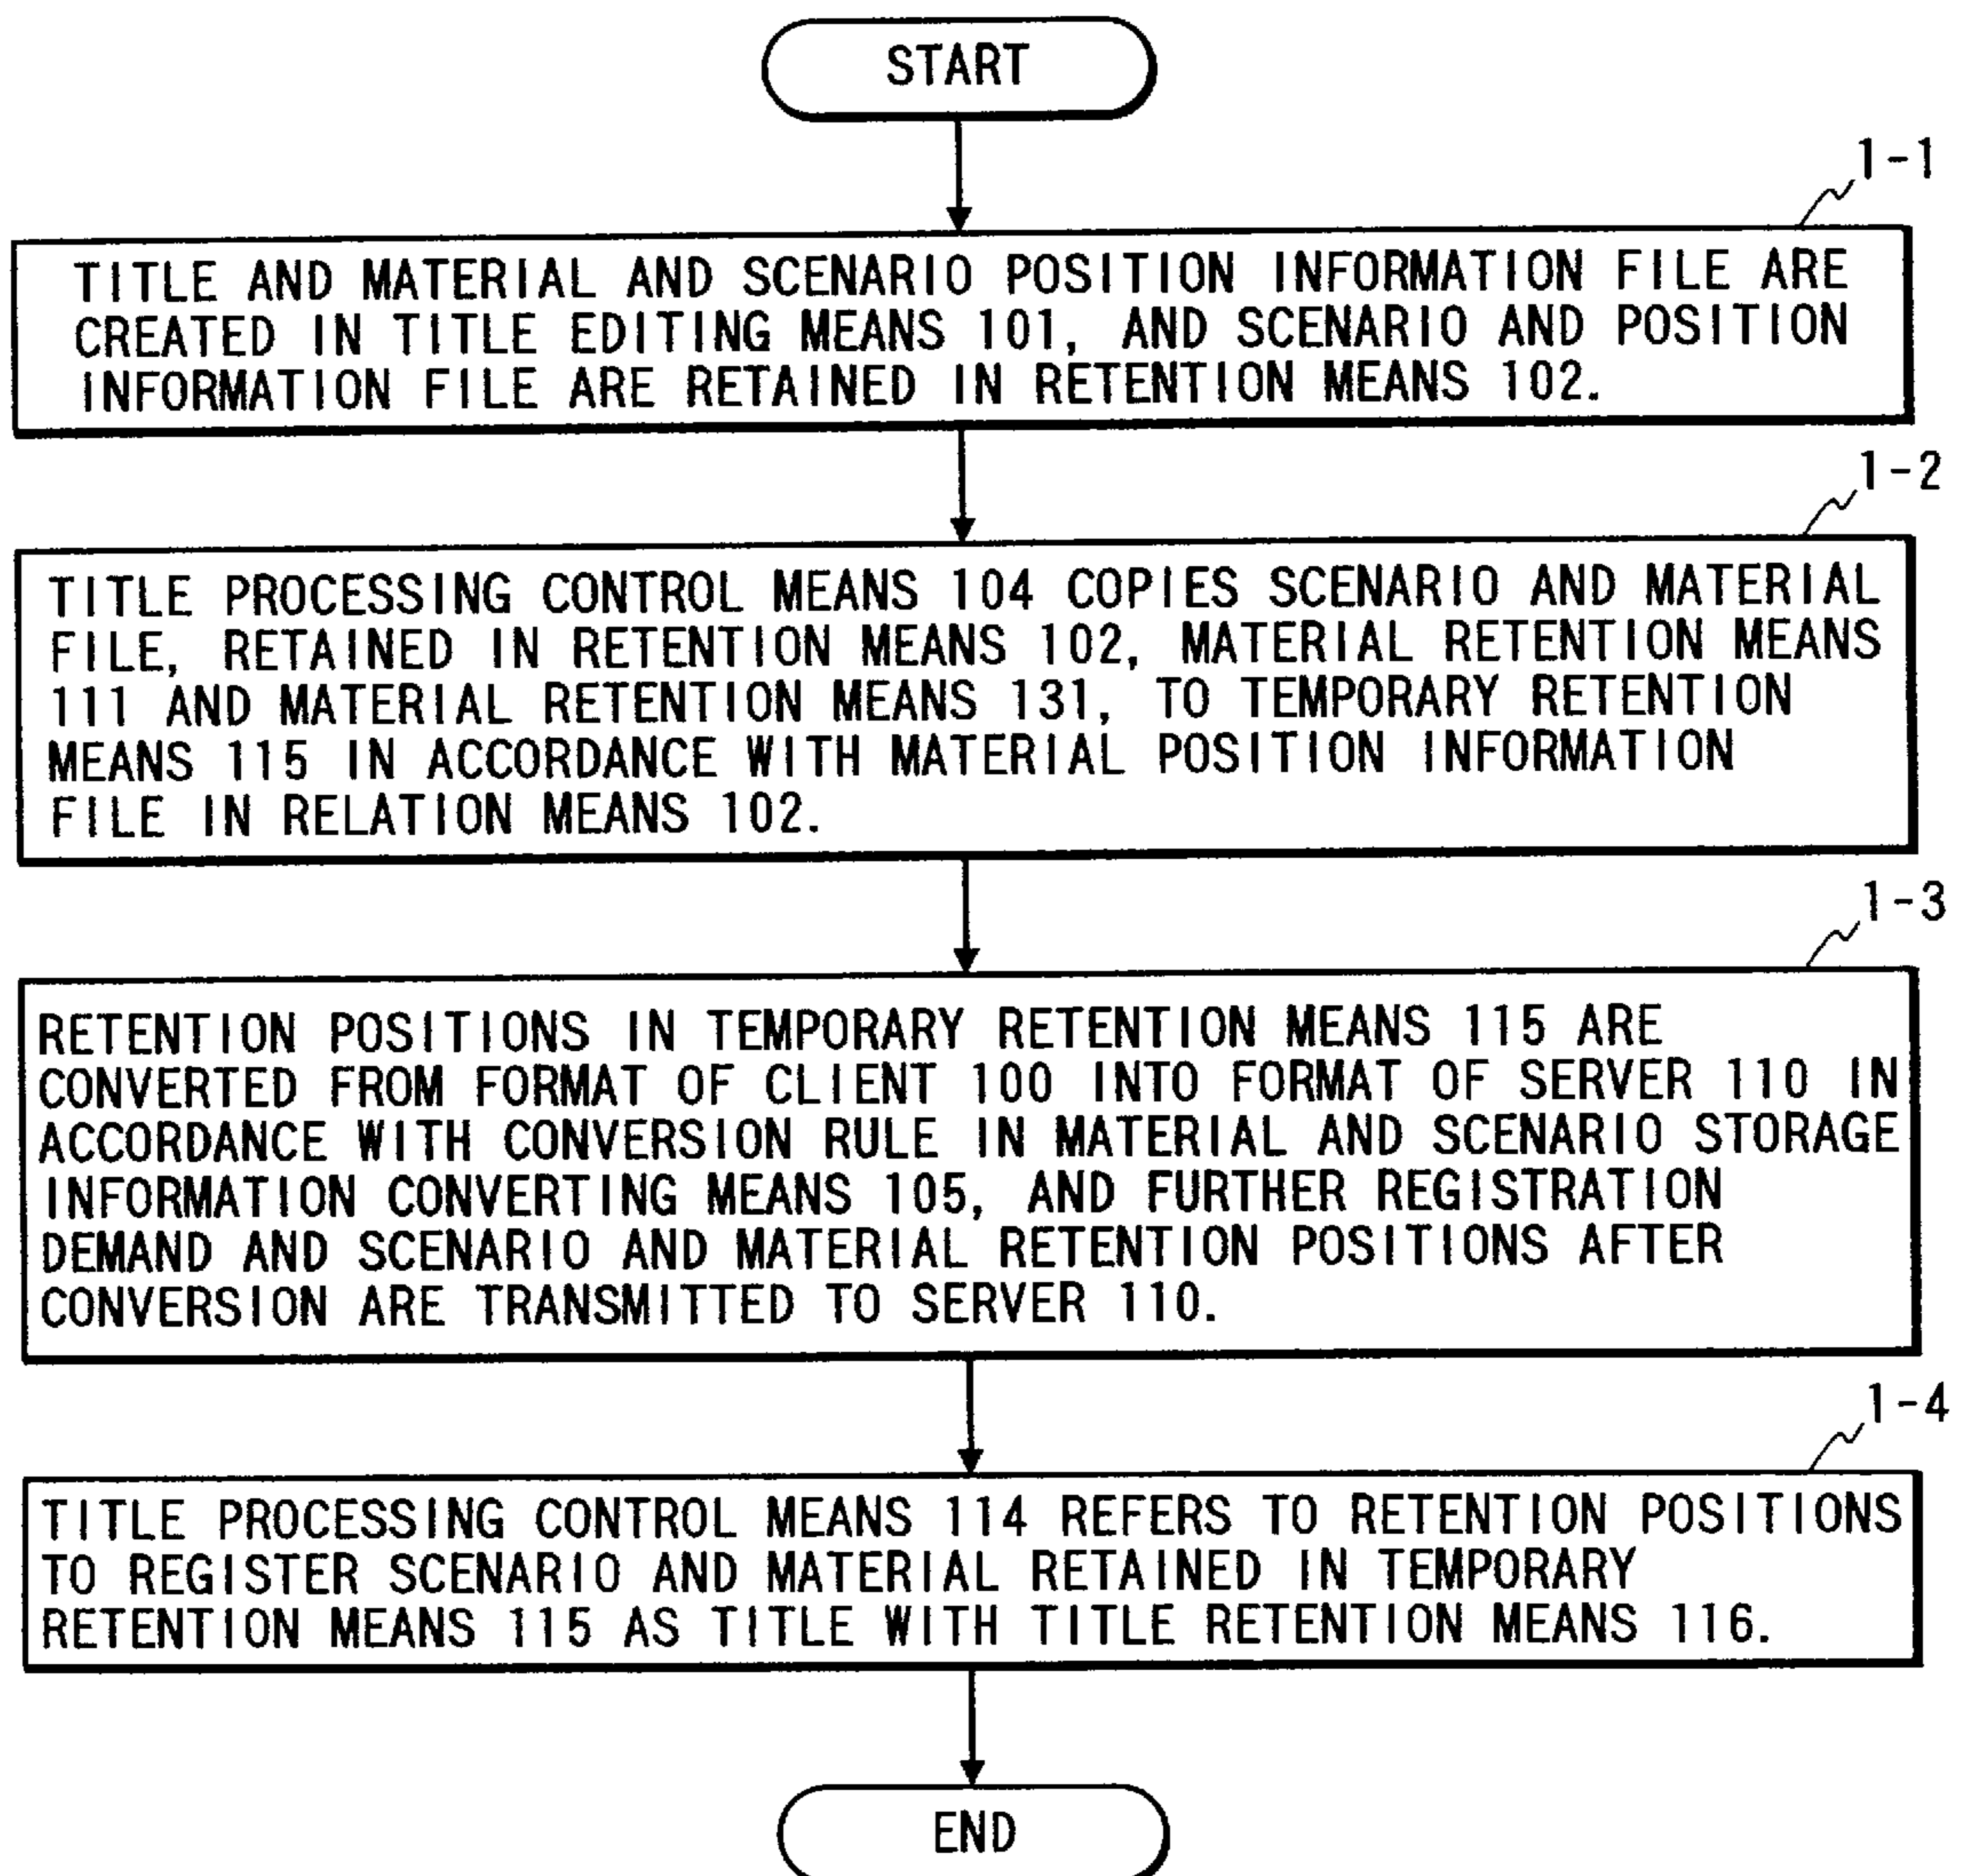 START
1-1
TITLE AND MATERIAL AND SCENARIO POSITION INFORMATION FILE ARE
CREATED IN TITLE EDITING MEANS 101, AND SCENARIO AND POSITION
INFORMATION FILE ARE RETAINED IN RETENTION MEANS 102.
1-2
TITLE PROCESSING CONTROL MEANS 104 COPIES SCENARIO AND MATERIAL
FILE, RETAINED IN RETENTION MEANS 102, MATERIAL RETENTION MEANS
111 AND MATERIAL RETENTION MEANS 131, TO TEMPORARY RETENTION
MEANS 115 IN ACCORDANCE WITH MATERIAL POSITION INFORMATION
FILE IN RELATION MEANS 102.
1-3
RETENTION POSITIONS IN TEMPORARY RETENTION MEANS 115 ARE
CONVERTED FROM FORMAT OF CLIENT 100 INTO FORMAT OF SERVER 110 IN
ACCORDANCE WITH CONVERSION RULE IN MATERIAL AND SCENARIO STORAGE
INFORMATION CONVERTING MEANS 105, AND FURTHER REGISTRATION
DEMAND AND SCENARIO AND MATERIAL RETENTION POSITIONS AFTER
CONVERSION ARE TRANSMITTED TO SERVER 110.
1-4
TITLE PROCESSING CONTROL MEANS 114 REFERS TO RETENTION POSITIONS
TO REGISTER SCENARIO AND MATERIAL RETAINED IN TEMPORARY
RETENTION MEANS 115 AS TITLE WITH TITLE RETENTION MEANS 116.
END